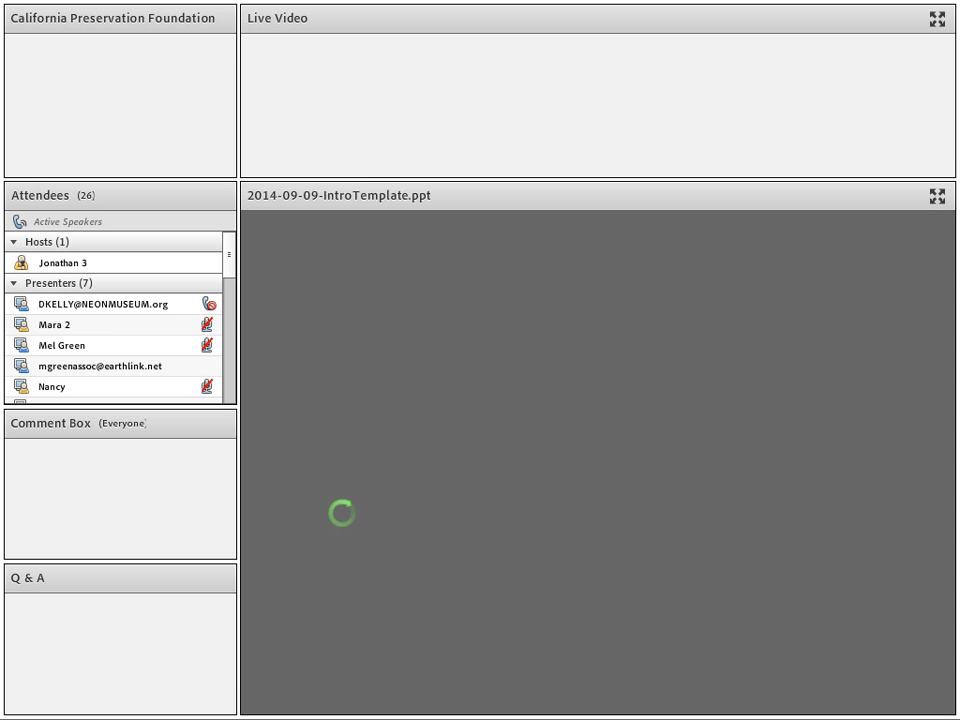 California Preservation Foundation
Live Video
Attendees (26)
2014-09-09-IntroTemplate.ppt
Active Speakers
Hosts (1)
Jonathan 3
Presenters (7)
DKELLY@NEONMUSEUM.org
Mara 2
Mel Green
mgreenassoc@earthlink.net
Nancy
Comment Box (Everyone)
Q & A